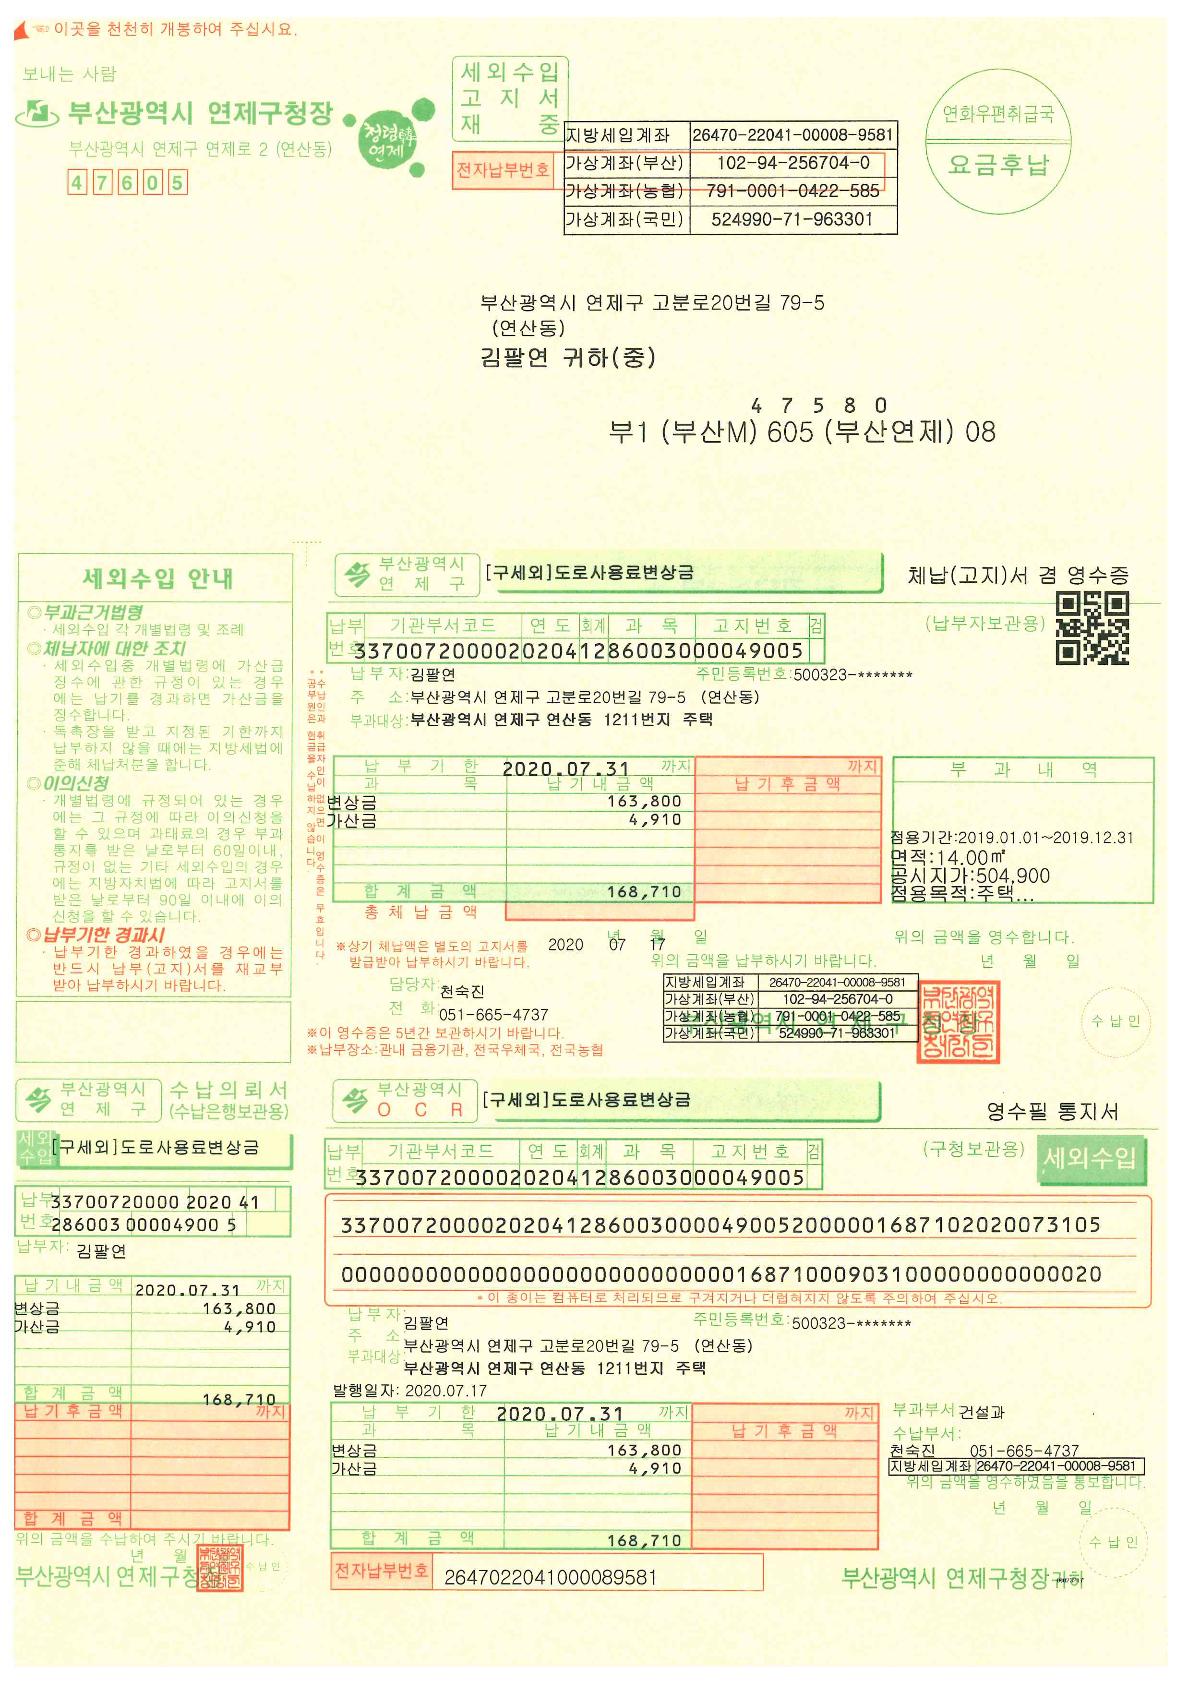 이곳을 천천히 개봉하여 주십시요.
보내는 사람
부산광역시 연제구청장
부산광역시 연제구 연제로 2 (연산동)
4 7 6 0 5
청렴
연제
세외수입
고지서
재중
전자납부번호
지방세입계좌 26470-22041-00008-9581
가상계좌(부산) 102-94-256704-0
가상계좌(농협) 791-0001-0422-585
가상계좌(국민) 524990-71-963301
연화우편취급국
요금후납
부산광역시 연제구 고분로20번길 79-5
(연산동)
김팔연 귀하(중)
4 7 5 8 0
부1 (부산M) 605 (부산연제) 08
세외수입 안내
◎부과근거법령
· 세외수입 각 개별법령 및 조례
◎체납자에 대한 조치
· 세외수입중 개별법령에 가산금
징수에 관한 규정이 있는 경우
에는 납기를 경과하면 가산금을
징수합니다.
· 독촉장을 받고 지정된 기한까지
납부하지 않을 때에는 지방세법에
준해 체납처분을 합니다.
◎이의신청
· 개별법령에 규정되어 있는 경우
에는 그 규정에 따라 이의신청을
할 수 있으며 과태료의 경우 부과
통지를 받은 날로부터 60일이내,
규정이 없는 기타 세외수입의 경우
에는 지방자치법에 따라 고지서를
받은 날로부터 90일 이내에 이의
신청을 할 수 있습니다.
◎납부기한 경과시
· 납부기한 경과하였을 경우에는
반드시 납부(고지)서를 재교부
받아 납부하시기 바랍니다.
부산광역시
연제구
[구세외]도로사용료변상금
체납(고지)서 겸 영수증
(납부자보관용)
납부번호 기관부서코드 연도 회계 과목 고지번호 검
3370072000020204128600300004900​5
납부자:김팔연 주민등록번호:500323-*******
주 소:부산광역시 연제구 고분로20번길 79-5 (연산동)
부과대상:부산광역시 연제구 연산동 1211번지 주택
납부기한 2020.07.31 까지 까지
과목 납기내금액 납기후금액
변상금 163,800
가산금 4,910
합계금액 168,710
총체납금액
부과내역
점용기간:2019.01.01~2019.12.31
면적:14.00㎡
공시지가:504,900
점용목적:주택...
※상기 체납액은 별도의 고지서를
발급받아 납부하시기 바랍니다.
2020년 07월 17일
위의 금액을 납부하시기 바랍니다.
위의 금액을 영수합니다.
년 월 일
담당자:천숙진
전 화:051-665-4737
지방세입계좌 26470-22041-00008-9581
가상계좌(부산) 102-94-256704-0
가상계좌(농협) 791-0001-0422-585
가상계좌(국민) 524990-71-963301
부산광역시 연제구청장
수납인
※이 영수증은 5년간 보관하시기 바랍니다.
※납부장소:관내 금융기관, 전국우체국, 전국농협
부산광역시
연제구
수납의뢰서
(수납은행보관용)
세외수입
[구세외]도로사용료변상금
납부번호
33700720000 2020 41
286003 00004900 5
납부자: 김팔연
납기내금액 2020.07.31 까지
변상금 163,800
가산금 4,910
합계금액 168,710
납기후금액 까지
합계금액
위의 금액을 수납하여 주시기 바랍니다.
년 월
수납인
부산광역시 연제구청장
부산광역시
O C R
[구세외]도로사용료변상금
영수필 통지서
(구청보관용)
세외수입
납부번호 기관부서코드 연도 회계 과목 고지번호 검
33700720000202041286003000049005
337007200002020412860030000490052000001687102020073105
000000000000000000000000000016871000903100000000000020
* 이 종이는 컴퓨터로 처리되므로 구겨지거나 더럽혀지지 않도록 주의하여 주십시오.
납부자:김팔연 주민등록번호:500323-*******
주 소:부산광역시 연제구 고분로20번길 79-5 (연산동)
부과대상:부산광역시 연제구 연산동 1211번지 주택
발행일자: 2020.07.17
납부기한 2020.07.31 까지 까지
과목 납기내금액 납기후금액
변상금 163,800
가산금 4,910
합계금액 168,710
부과부서:건설과
수납부서:
천숙진 051-665-4737
지방세입계좌 26470-22041-00008-9581
위의 금액을 영수하였음을 통보합니다.
년 월 일
수납인
전자납부번호 2647022041000089581
부산광역시 연제구청장귀하